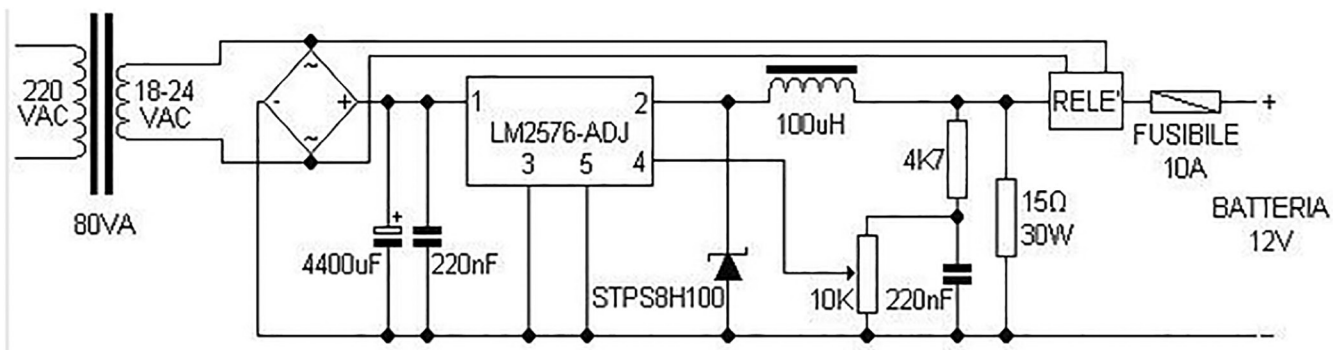 220
VAC
18-24
VAC
80VA
~
-
+
~
+
4400uF
220nF
1
2
LM2576-ADJ
3
5
4
STPS8H100
100uH
4K7
10K
220nF
15Ω
30W
RELE'
FUSIBILE
10A
+
BATTERIA
12V
-